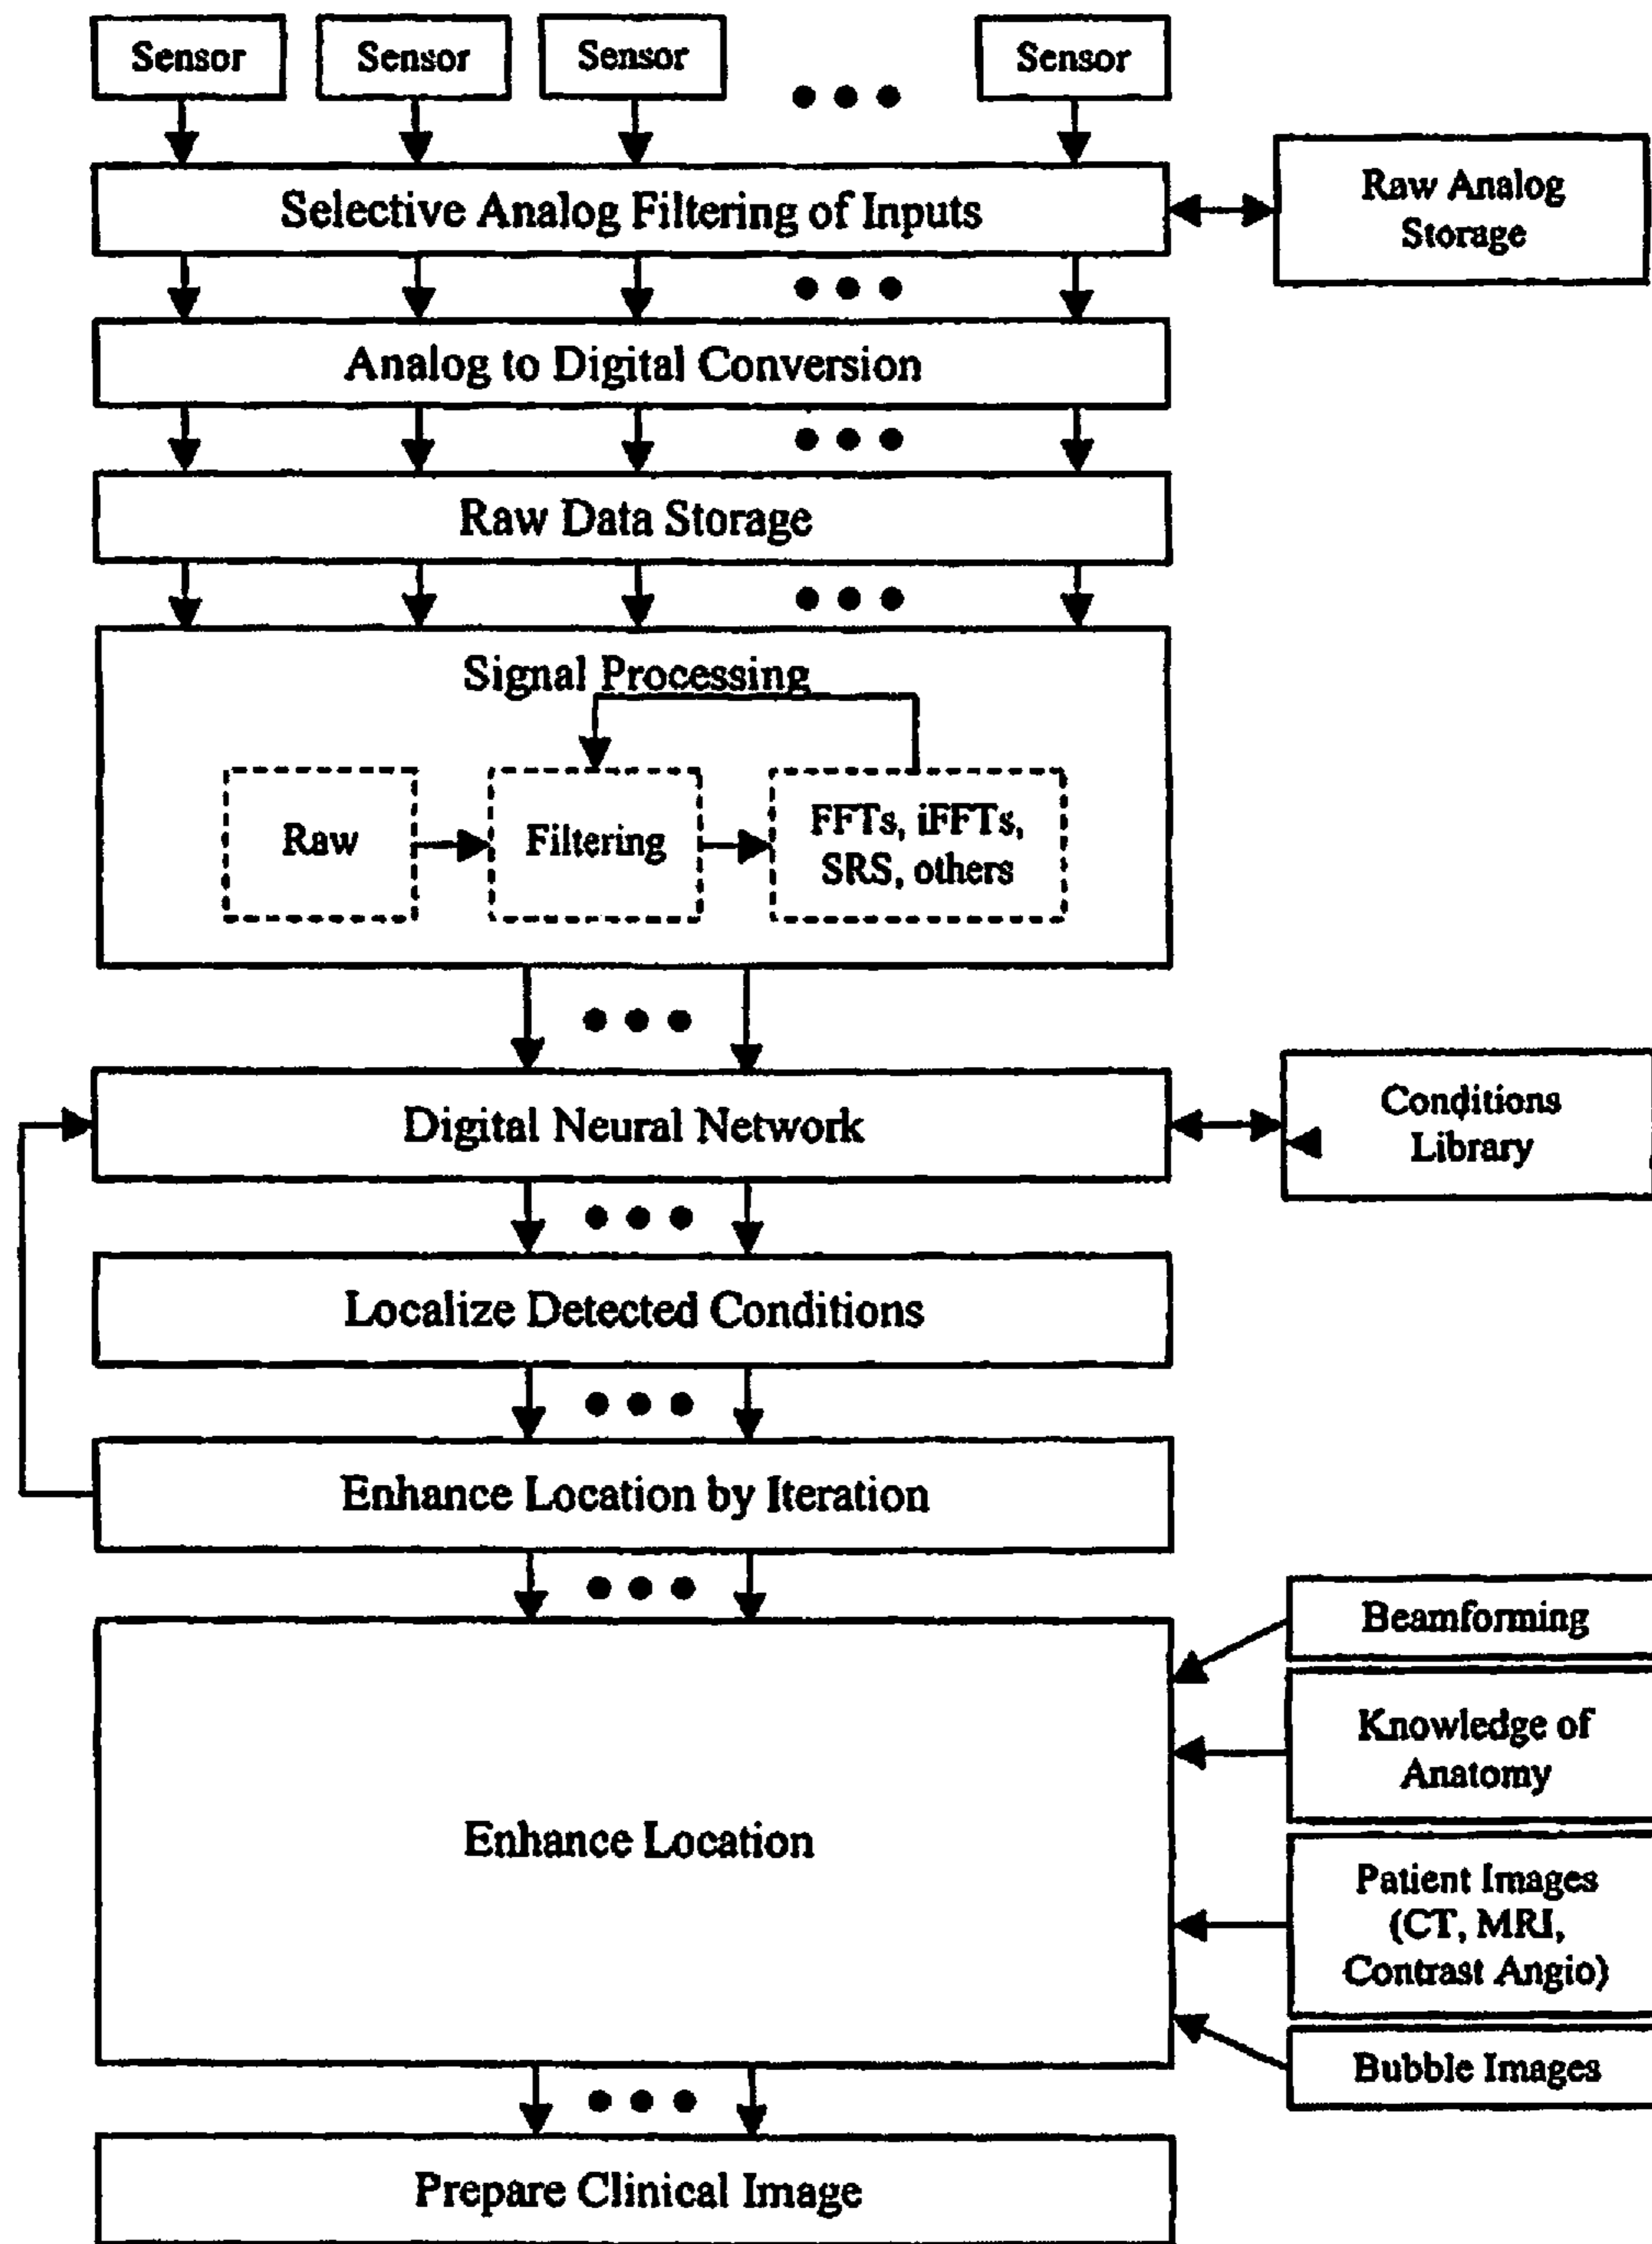 Sensor
Sensor
Sensor
Sensor
Selective Analog Filtering of Inputs
Raw Analog
Storage
Analog to Digital Conversion
Raw Data Storage
Signal Processing
Raw
Filtering
FFTs, iFFTs,
SRS, others
Digital Neural Network
Conditions
Library
Localize Detected Conditions
Enhance Location by Iteration
Enhance Location
Beamforming
Knowledge of
Anatomy
Patient Images
(CT, MRI,
Contrast Angio)
Bubble Images
Prepare Clinical Image